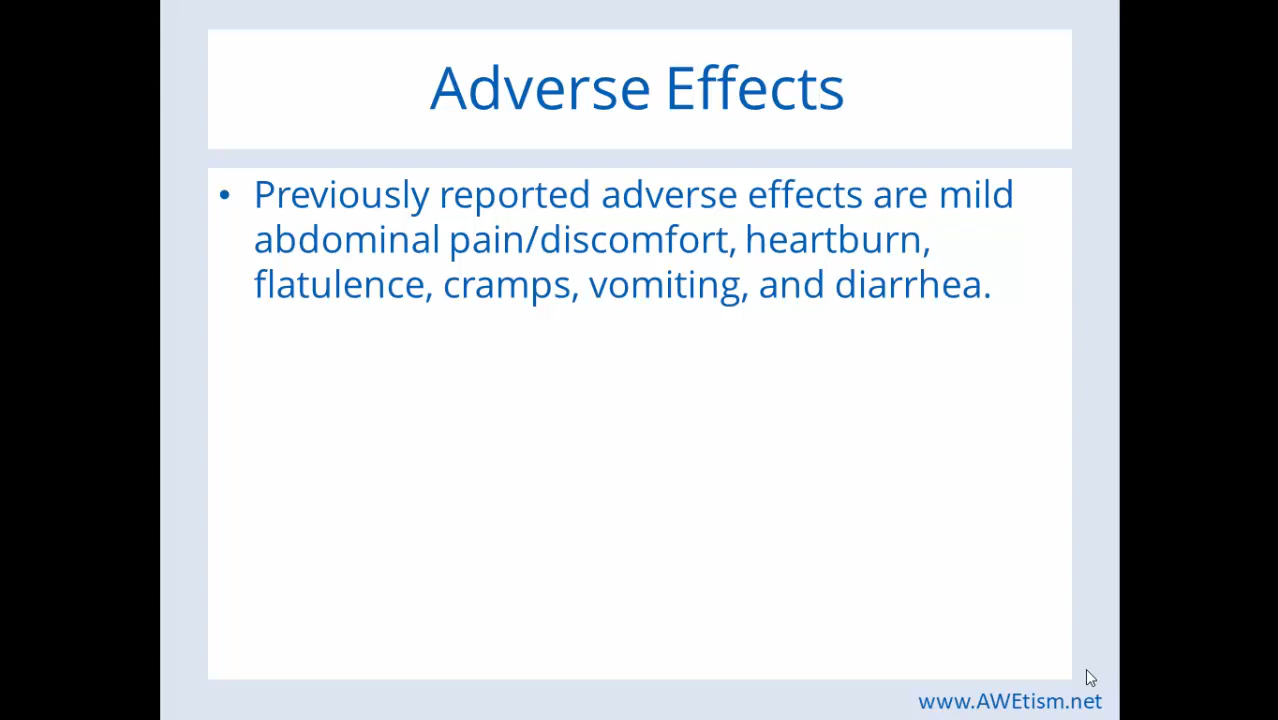 Adverse Effects
• Previously reported adverse effects are mild
abdominal pain/discomfort, heartburn,
flatulence, cramps, vomiting, and diarrhea.
www.AWEtism.net